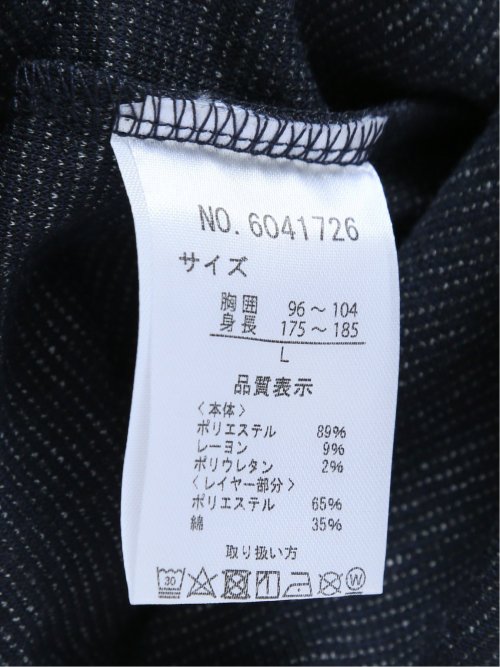 NO. 6041726
サイズ
胸囲 96～104
身長 175～185
L
品質表示
〈本体〉
ポリエステル 89%
レーヨン 9%
ポリウレタン 2%
〈レイヤー部分〉
ポリエステル 65%
綿 35%
取り扱い方
30 W